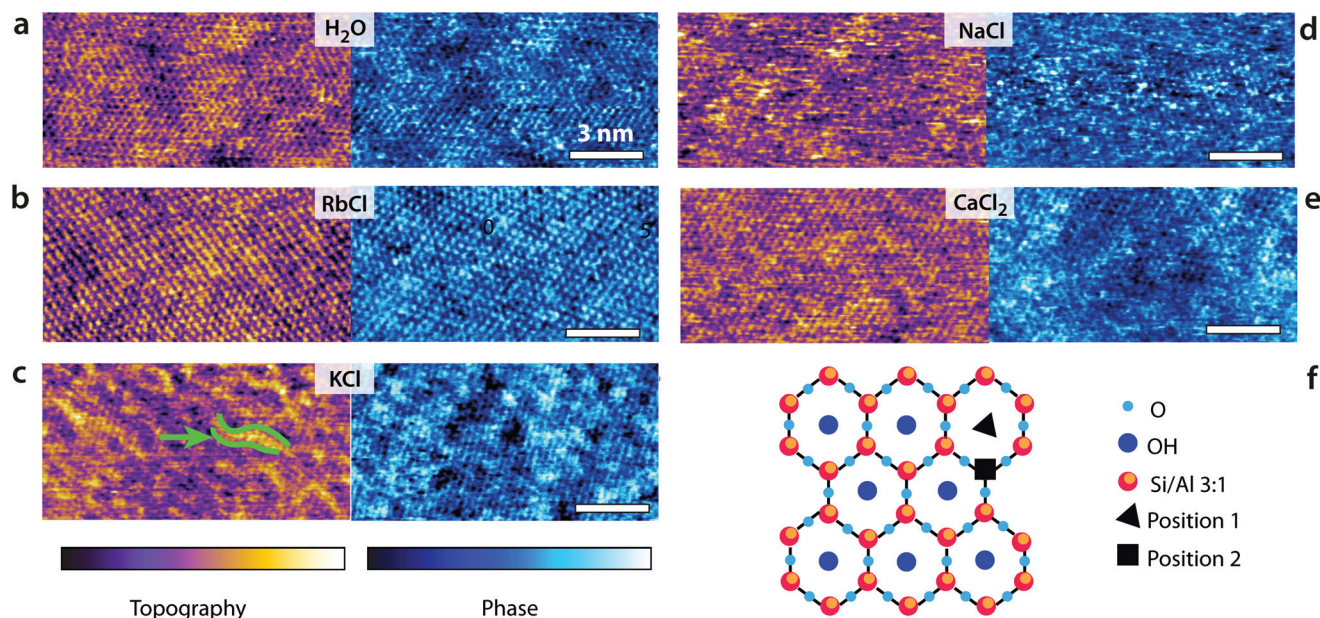 a
H2O
3 nm
b
RbCl
0
5
c
KCl
Topography
Phase
NaCl
d
CaCl2
e
f
O
OH
Si/Al 3:1
Position 1
Position 2